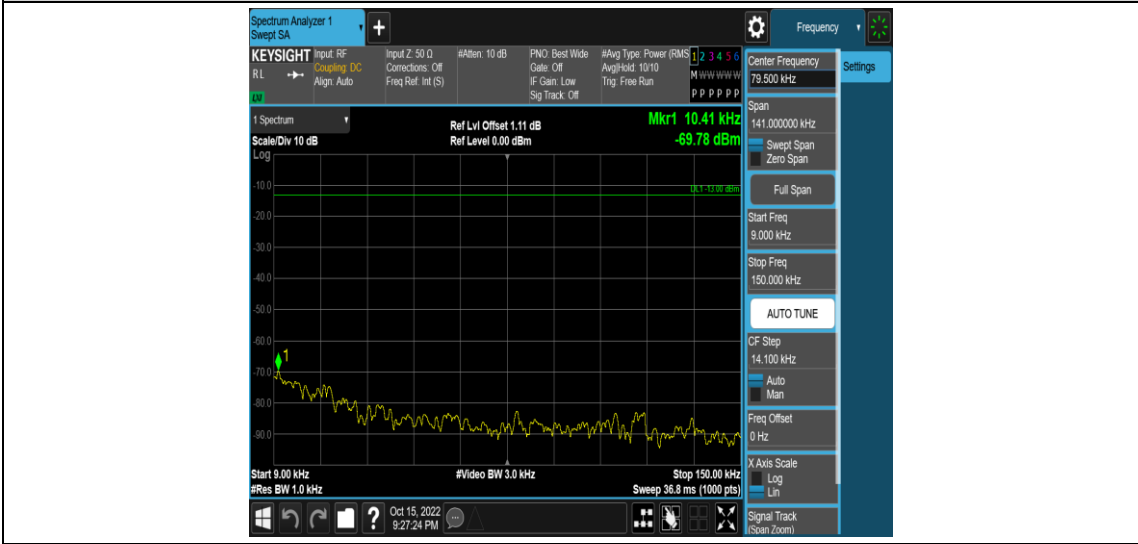 Spectrum Analyzer 1
Swept SA
+
Frequency
KEYSIGHT
RL
Input: RF
Coupling: DC
Align: Auto
Input Z: 50 Ω
Corrections: Off
Freq Ref: Int (S)
#Atten: 10 dB
PNO: Best Wide
Gate: Off
IF Gain: Low
Sig Track: Off
#Avg Type: Power (RMS
Avg|Hold: 10/10
Trig: Free Run
1 2 3 4 5 6
M W W W W W
P P P P P P
1 Spectrum
Scale/Div 10 dB
Log
Ref Lvl Offset 1.11 dB
Ref Level 0.00 dBm
Mkr1 10.41 kHz
-69.78 dBm
DL1 -13.00 dBm
-10.0
-20.0
-30.0
-40.0
-50.0
-60.0
-70.0
-80.0
-90.0
1
Start 9.00 kHz
#Res BW 1.0 kHz
#Video BW 3.0 kHz
Stop 150.00 kHz
Sweep 36.8 ms (1000 pts)
Oct 15, 2022
9:27:24 PM
?
Center Frequency
79.500 kHz
Settings
Span
141.000000 kHz
Swept Span
Zero Span
Full Span
Start Freq
9.000 kHz
Stop Freq
150.000 kHz
AUTO TUNE
CF Step
14.100 kHz
Auto
Man
Freq Offset
0 Hz
X Axis Scale
Log
Lin
Signal Track
(Span Zoom)